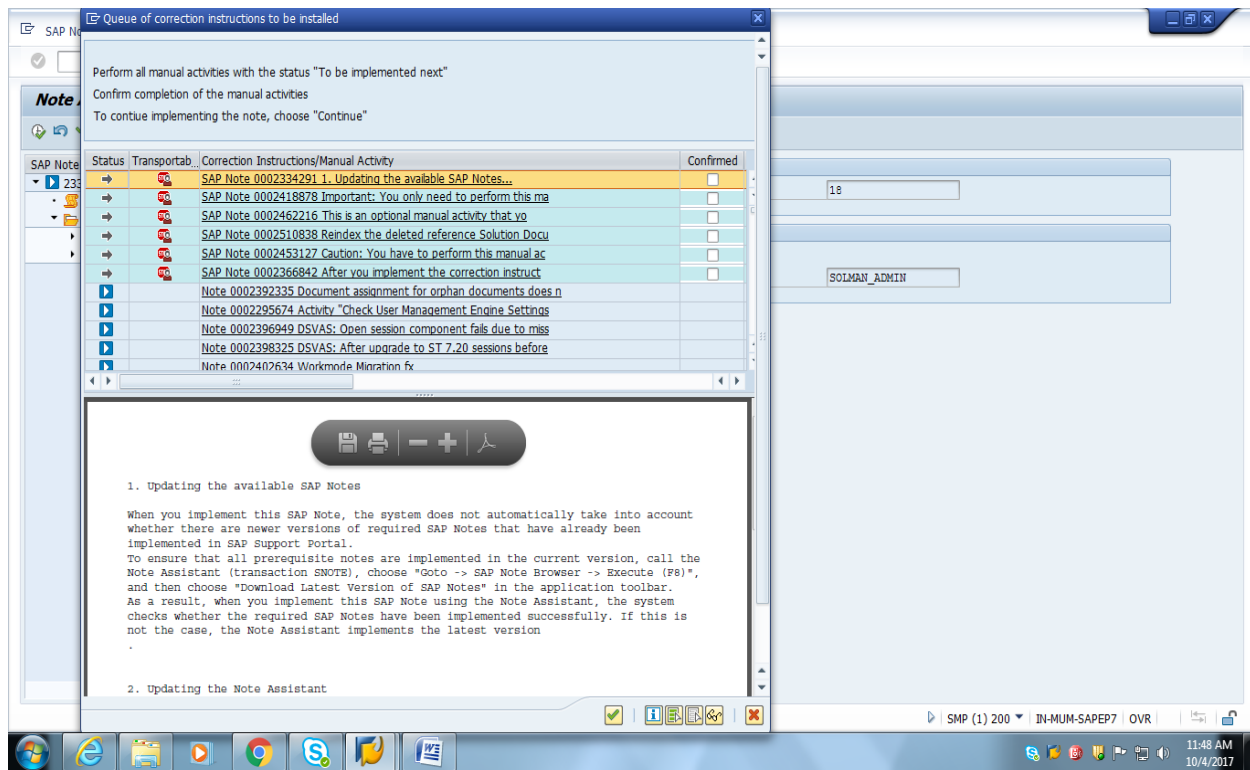 SAP No
Queue of correction instructions to be installed
Note
SAP Note
233
Perform all manual activities with the status "To be implemented next"
Confirm completion of the manual activities
To contiue implementing the note, choose "Continue"
Status Transportab... Correction Instructions/Manual Activity Confirmed
SAP Note 0002334291 1. Updating the available SAP Notes...
SAP Note 0002418878 Important: You only need to perform this ma
SAP Note 0002462216 This is an optional manual activity that yo
SAP Note 0002510838 Reindex the deleted reference Solution Docu
SAP Note 0002453127 Caution: You have to perform this manual ac
SAP Note 0002366842 After you implement the correction instruct
Note 0002392335 Document assignment for orphan documents does n
Note 0002295674 Activity "Check User Management Engine Settings
Note 0002396949 DSVAS: Open session component fails due to miss
Note 0002398325 DSVAS: After upgrade to ST 7.20 sessions before
Note 0002402634 Workmode Migration fx
18
SOLMAN_ADMIN
1. Updating the available SAP Notes
When you implement this SAP Note, the system does not automatically take into account
whether there are newer versions of required SAP Notes that have already been
implemented in SAP Support Portal.
To ensure that all prerequisite notes are implemented in the current version, call the
Note Assistant (transaction SNOTE), choose "Goto -> SAP Note Browser -> Execute (F8)",
and then choose "Download Latest Version of SAP Notes" in the application toolbar.
As a result, when you implement this SAP Note using the Note Assistant, the system
checks whether the required SAP Notes have been implemented successfully. If this is
not the case, the Note Assistant implements the latest version
.
2. Updating the Note Assistant
SMP (1) 200 IN-MUM-SAPEP7 OVR
11:48 AM
10/4/2017